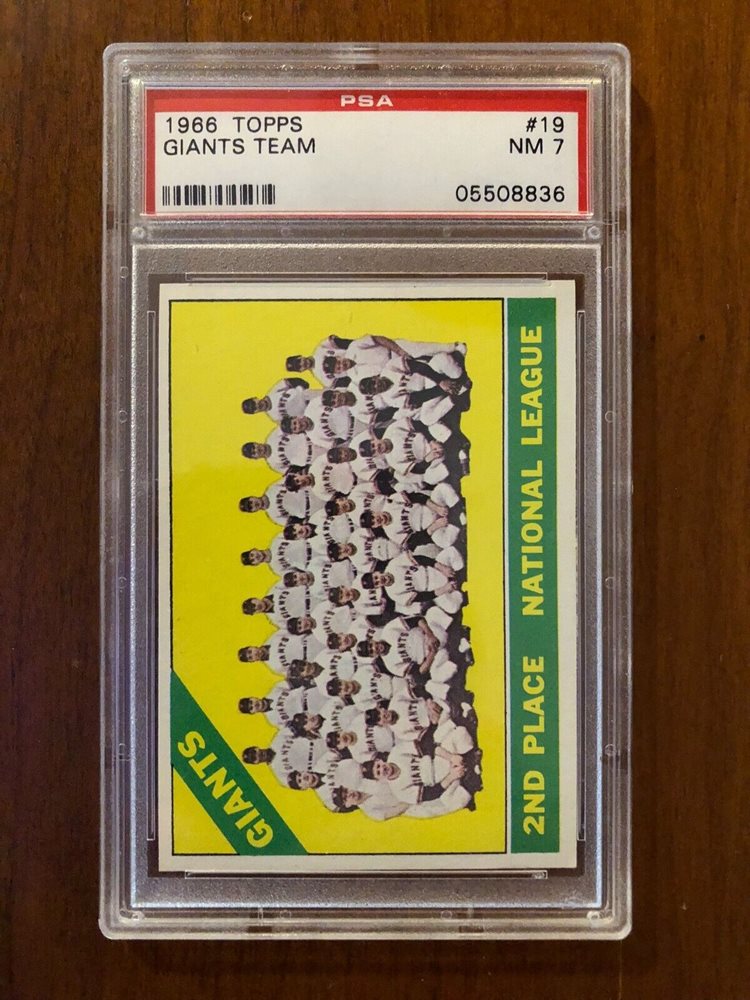 PSA
1966 TOPPS #19
GIANTS TEAM NM 7
05508836
GIANTS
2ND PLACE NATIONAL LEAGUE